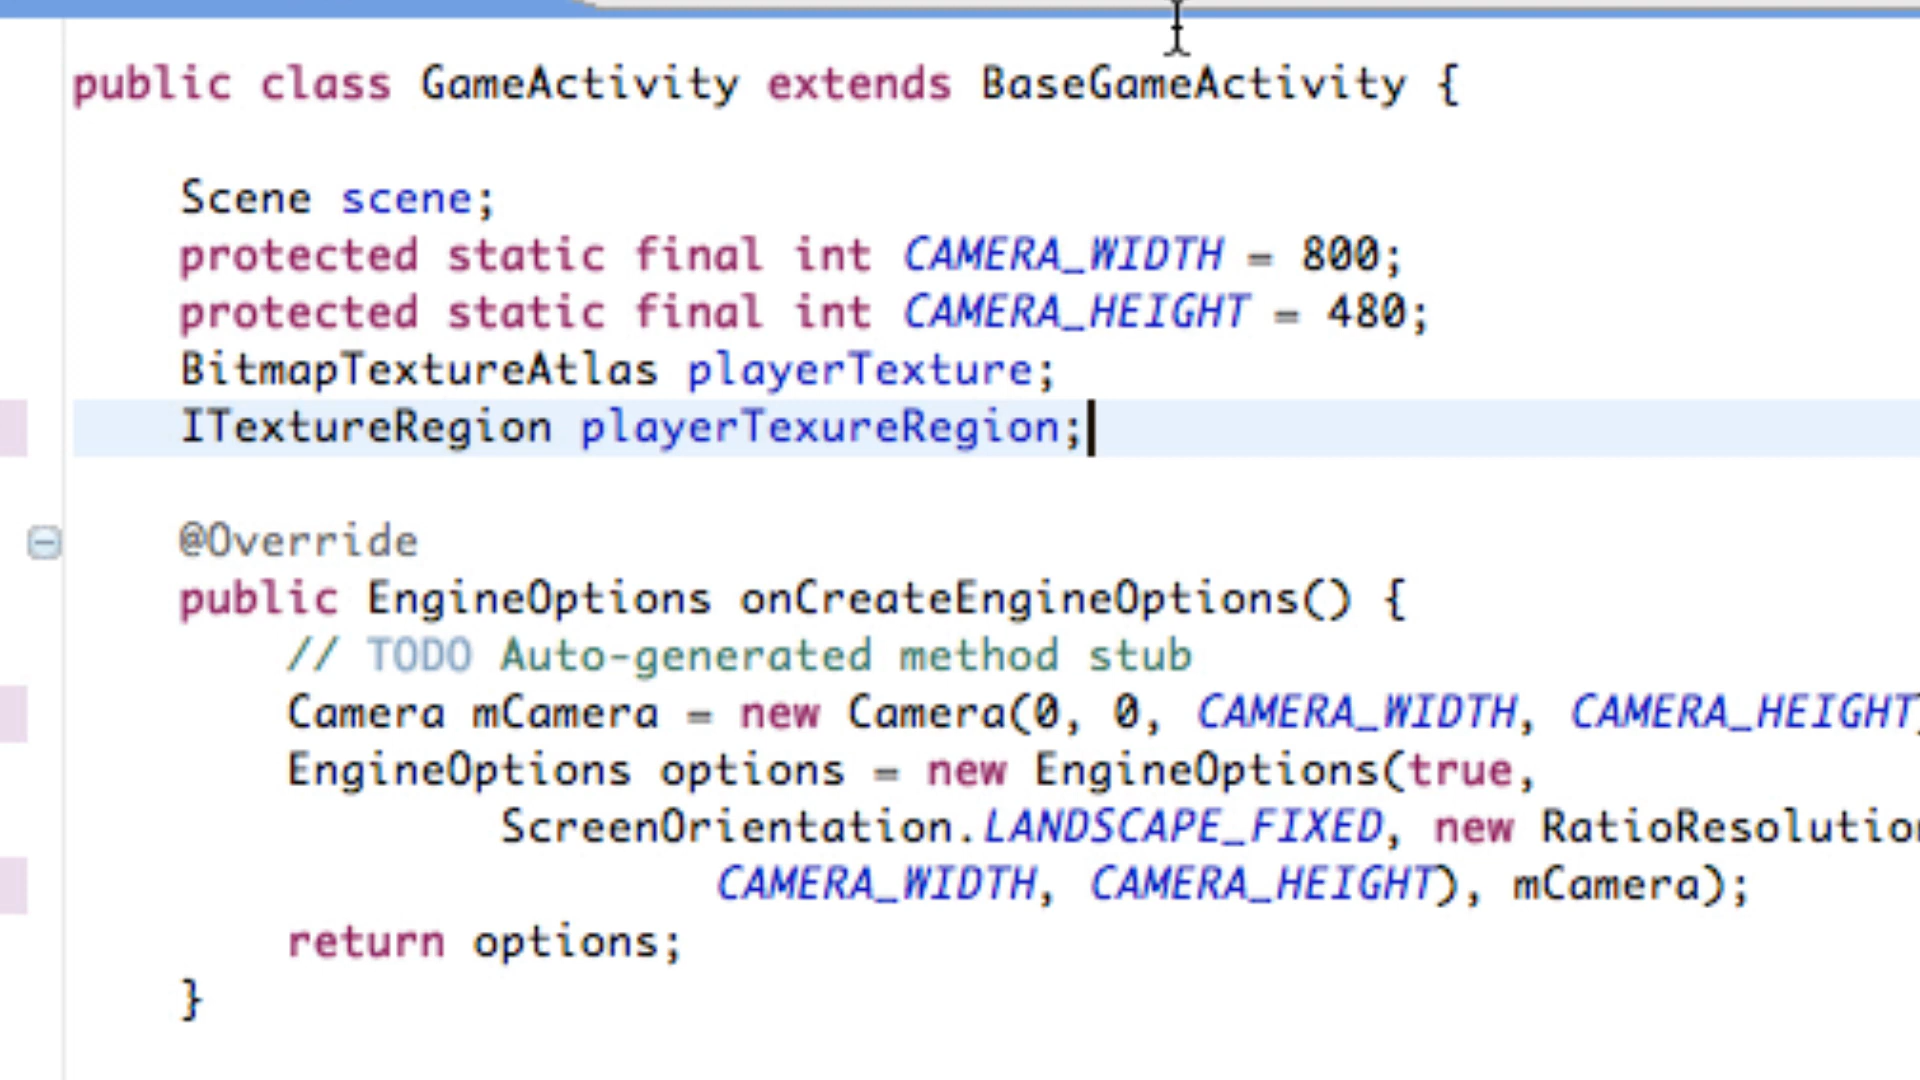 public class GameActivity extends BaseGameActivity {
Scene scene;
protected static final int CAMERA_WIDTH = 800;
protected static final int CAMERA_HEIGHT = 480;
BitmapTextureAtlas playerTexture;
ITextureRegion playerTexureRegion;
@Override
public EngineOptions onCreateEngineOptions() {
// TODO Auto-generated method stub
Camera mCamera = new Camera(0, 0, CAMERA_WIDTH, CAMERA_HEIGHT
EngineOptions options = new EngineOptions(true,
ScreenOrientation.LANDSCAPE_FIXED, new RatioResolution
CAMERA_WIDTH, CAMERA_HEIGHT), mCamera);
return options;
}